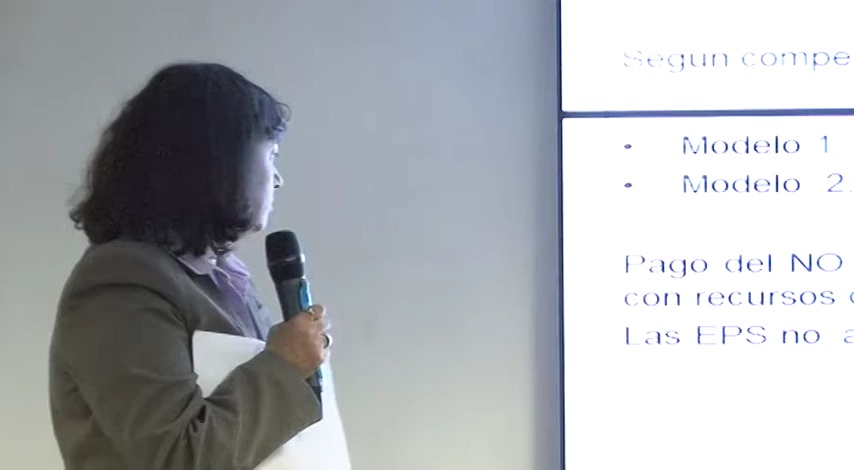 Segun compe
• Modelo 1.
• Modelo 2.
Pago del NO
con recursos
Las EPS no a